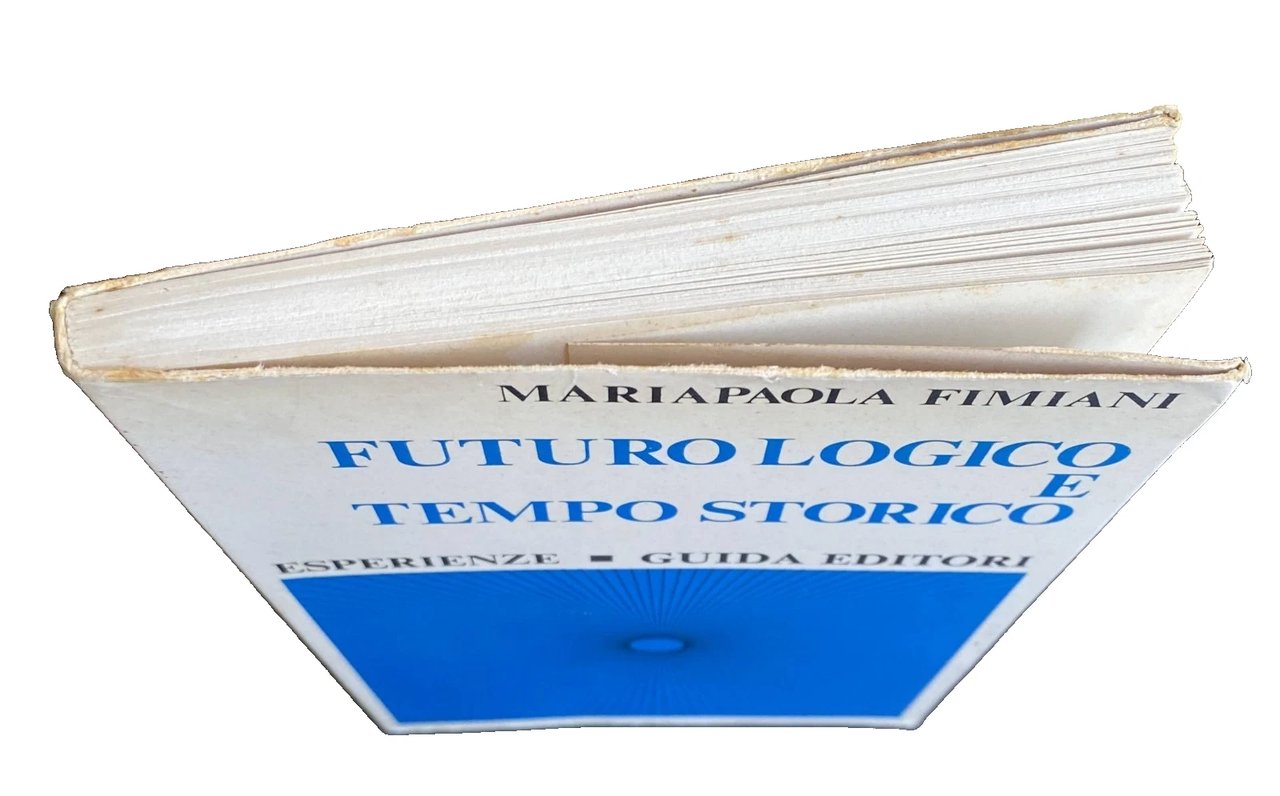 MARIAPAOLA FIMIANI
FUTURO LOGICO
E
TEMPO STORICO
ESPERIENZE ■ GUIDA EDITORI